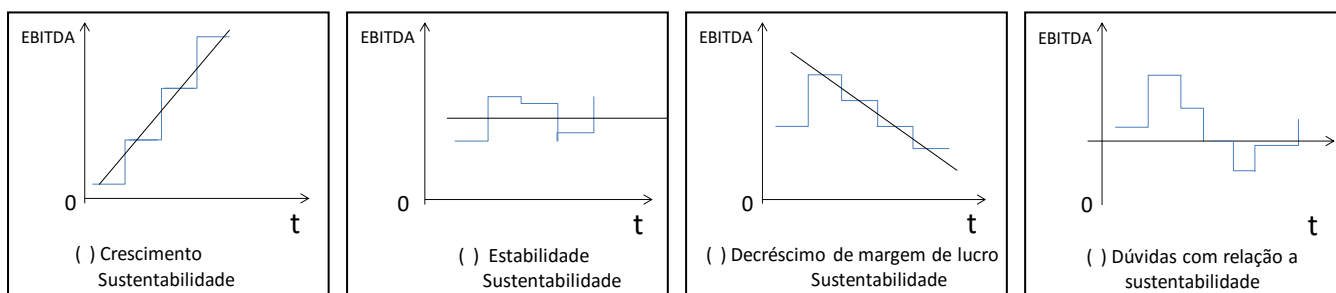 EBITDA
0
t
( ) Crescimento
Sustentabilidade
EBITDA
0
t
( ) Estabilidade
Sustentabilidade
EBITDA
0
t
( ) Decréscimo de margem de lucro
Sustentabilidade
EBITDA
0
t
( ) Dúvidas com relação a
sustentabilidade